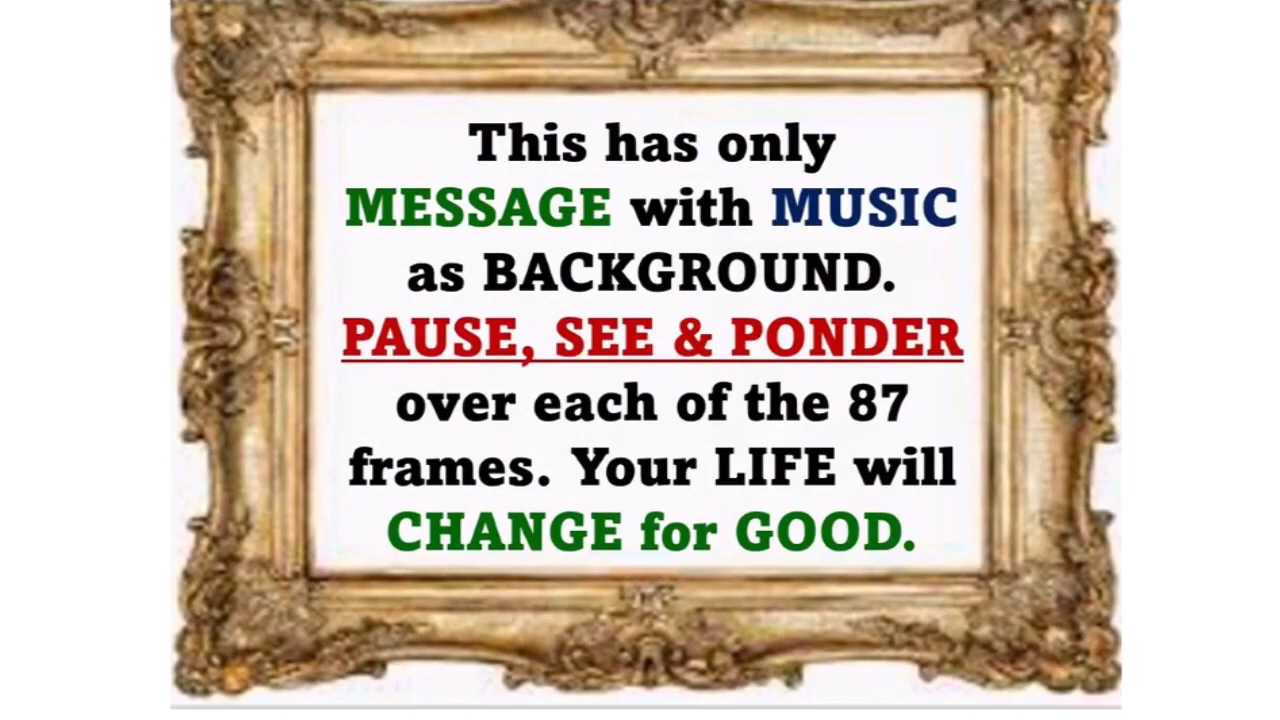 This has only
MESSAGE with MUSIC
as BACKGROUND.
PAUSE, SEE & PONDER
over each of the 87
frames. Your LIFE will
CHANGE for GOOD.